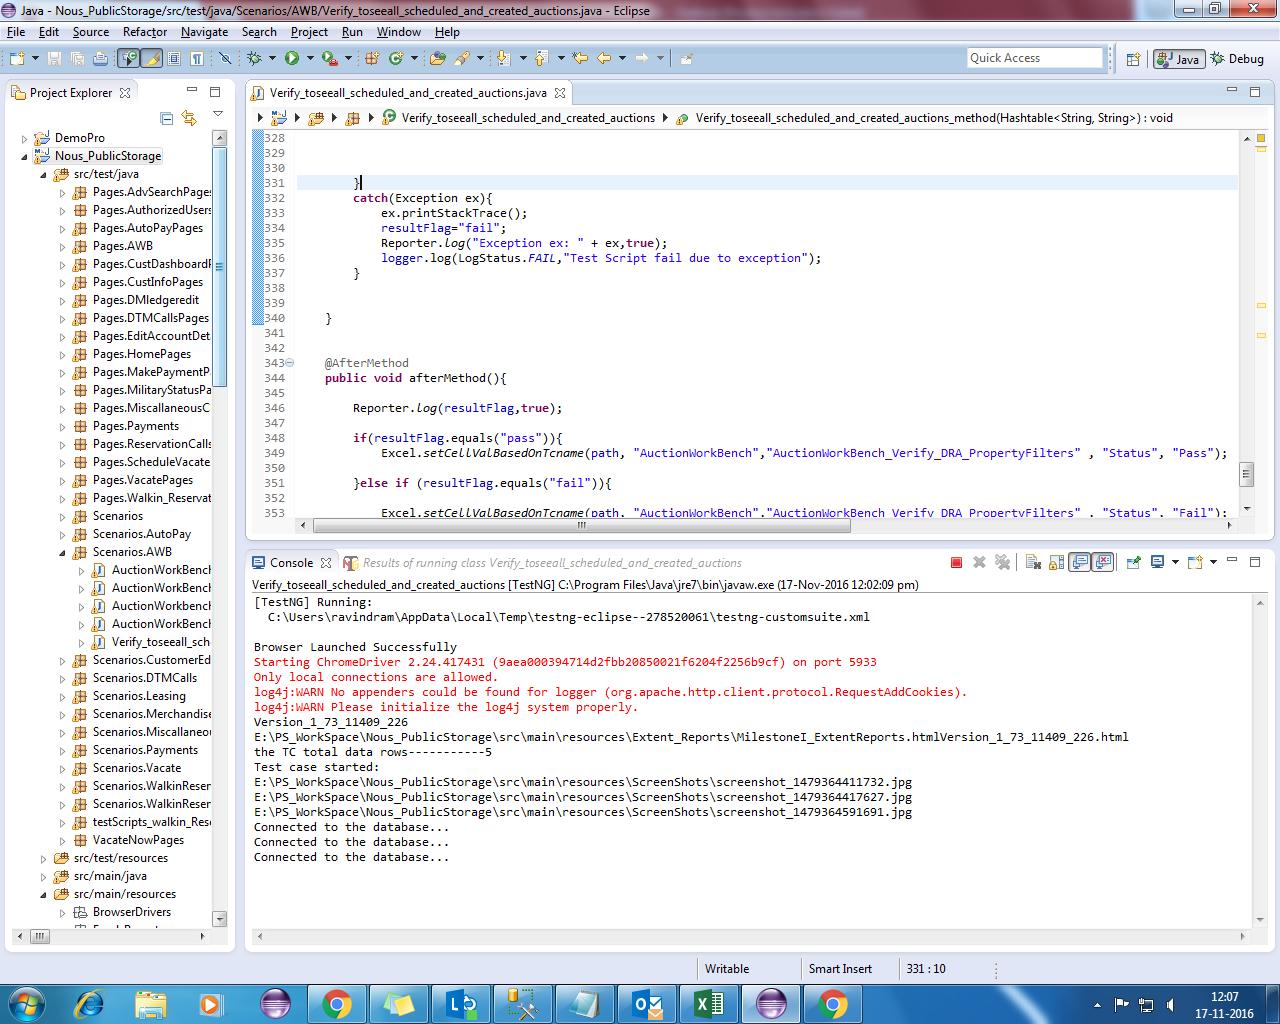 Java - Nous_PublicStorage/src/test/java/Scenarios/AWB/Verify_toseeall_scheduled_and_created_auctions.java - Eclipse
File Edit Source Refactor Navigate Search Project Run Window Help
Quick Access
Java
Debug
Project Explorer
DemoPro
Nous_PublicStorage
src/test/java
Pages.AdvSearchPages
Pages.AuthorizedUsers
Pages.AutoPayPages
Pages.AWB
Pages.CustDashboardP
Pages.CustInfoPages
Pages.DMledgeredit
Pages.DTMCallsPages
Pages.EditAccountDet
Pages.HomePages
Pages.MakePaymentP
Pages.MilitaryStatusPa
Pages.MiscellaneousC
Pages.Payments
Pages.ReservationCalls
Pages.ScheduleVacate
Pages.VacatePages
Pages.Walkin_Reservat
Scenarios
Scenarios.AutoPay
Scenarios.AWB
AuctionWorkBench
AuctionWorkbench
AuctionWorkbench
AuctionWorkBench
Verify_toseeall_sch
Scenarios.CustomerEd
Scenarios.DTMCalls
Scenarios.Leasing
Scenarios.Merchandise
Scenarios.Miscellaneou
Scenarios.Payments
Scenarios.Vacate
Scenarios.WalkinReser
Scenarios.WalkinReser
testScripts_walkin_Rese
VacateNowPages
src/test/resources
src/main/java
src/main/resources
BrowserDrivers
Verify_toseeall_scheduled_and_created_auctions.java
Verify_toseeall_scheduled_and_created_auctions
Verify_toseeall_scheduled_and_created_auctions_method(Hashtable<String, String>) : void
328
329
330
331 }
332 catch(Exception ex){
333 ex.printStackTrace();
334 resultFlag="fail";
335 Reporter.log("Exception ex: " + ex,true);
336 logger.log(LogStatus.FAIL,"Test Script fail due to exception");
337 }
338
339
340 }
341
342
343 @AfterMethod
344 public void afterMethod(){
345
346 Reporter.log(resultFlag,true);
347
348 if(resultFlag.equals("pass")){
349 Excel.setCellValBasedOnTcname(path, "AuctionWorkBench","AuctionWorkBench_Verify_DRA_PropertyFilters" , "Status", "Pass");
350
351 }else if (resultFlag.equals("fail")){
352
353 Excel.setCellValBasedOnTcname(path, "AuctionWorkBench","AuctionWorkBench_Verify_DRA_PropertyFilters" , "Status", "Fail");
Console
Results of running class Verify_toseeall_scheduled_and_created_auctions
Verify_toseeall_scheduled_and_created_auctions [TestNG] C:\Program Files\Java\jre7\bin\javaw.exe (17-Nov-2016 12:02:09 pm)
[TestNG] Running:
C:\Users\ravindram\AppData\Local\Temp\testng-eclipse--278520061\testng-customsuite.xml
Browser Launched Successfully
Starting ChromeDriver 2.24.417431 (9aea000394714d2fbb20850021f6204f2256b9cf) on port 5933
Only local connections are allowed.
log4j:WARN No appenders could be found for logger (org.apache.http.client.protocol.RequestAddCookies).
log4j:WARN Please initialize the log4j system properly.
Version_1_73_11409_226
E:\PS_WorkSpace\Nous_PublicStorage\src\main\resources\Extent_Reports\MilestoneI_ExtentReports.htmlVersion_1_73_11409_226.html
the TC total data rows-----------5
Test case started:
E:\PS_WorkSpace\Nous_PublicStorage\src\main\resources\ScreenShots\screenshot_1479364411732.jpg
E:\PS_WorkSpace\Nous_PublicStorage\src\main\resources\ScreenShots\screenshot_1479364417627.jpg
E:\PS_WorkSpace\Nous_PublicStorage\src\main\resources\ScreenShots\screenshot_1479364591691.jpg
Connected to the database...
Connected to the database...
Connected to the database...
Writable
Smart Insert
331 : 10
12:07
17-11-2016